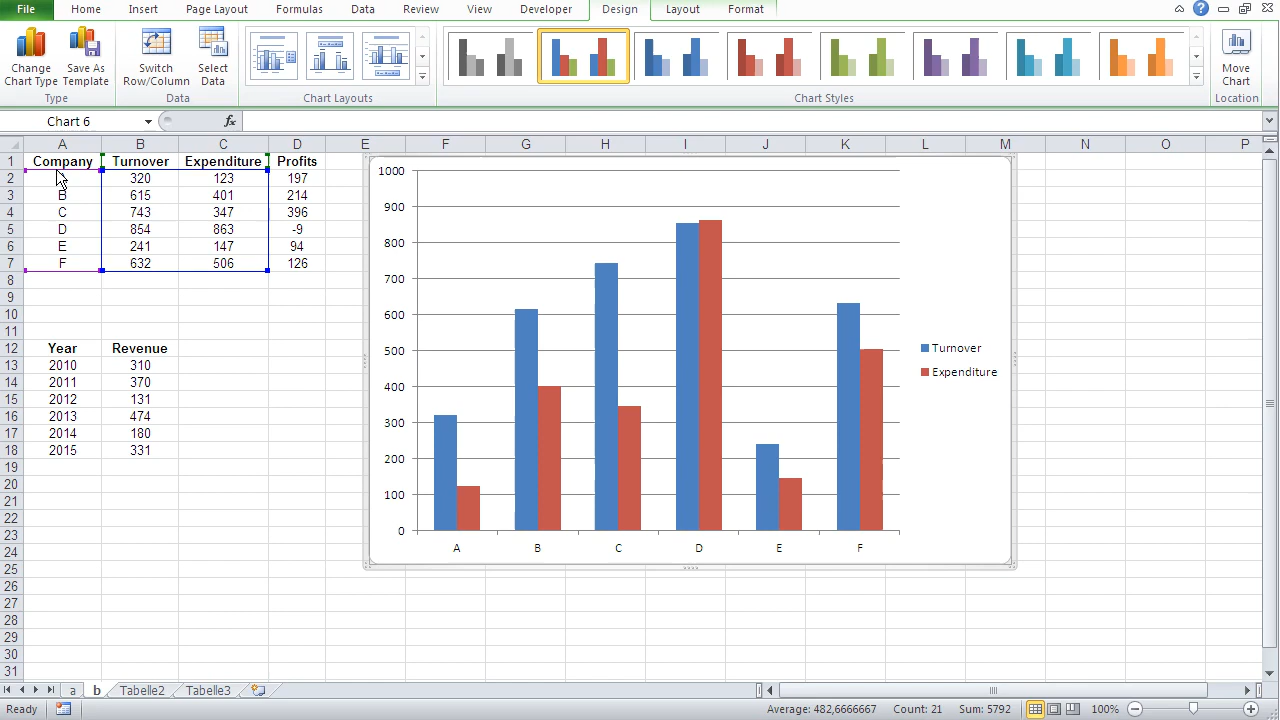 File Home Insert Page Layout Formulas Data Review View Developer Design Layout Format
Change Chart Type Save As Template Switch Row/Column Select Data Move Chart
Type Data Chart Layouts Chart Styles Location
Chart 6 fx
A B C D E F G H I J K L M N O P
1 Company Turnover Expenditure Profits
2 320 123 197
3 B 615 401 214
4 C 743 347 396
5 D 854 863 -9
6 E 241 147 94
7 F 632 506 126
8
9
10
11
12 Year Revenue
13 2010 310
14 2011 370
15 2012 131
16 2013 474
17 2014 180
18 2015 331
19
20
21
22
23
24
25
26
27
28
29
30
31
1000
900
800
700
600
500
400
300
200
100
0
A B C D E F
Turnover
Expenditure
a b Tabelle2 Tabelle3
Ready Average: 482,6666667 Count: 21 Sum: 5792 100%